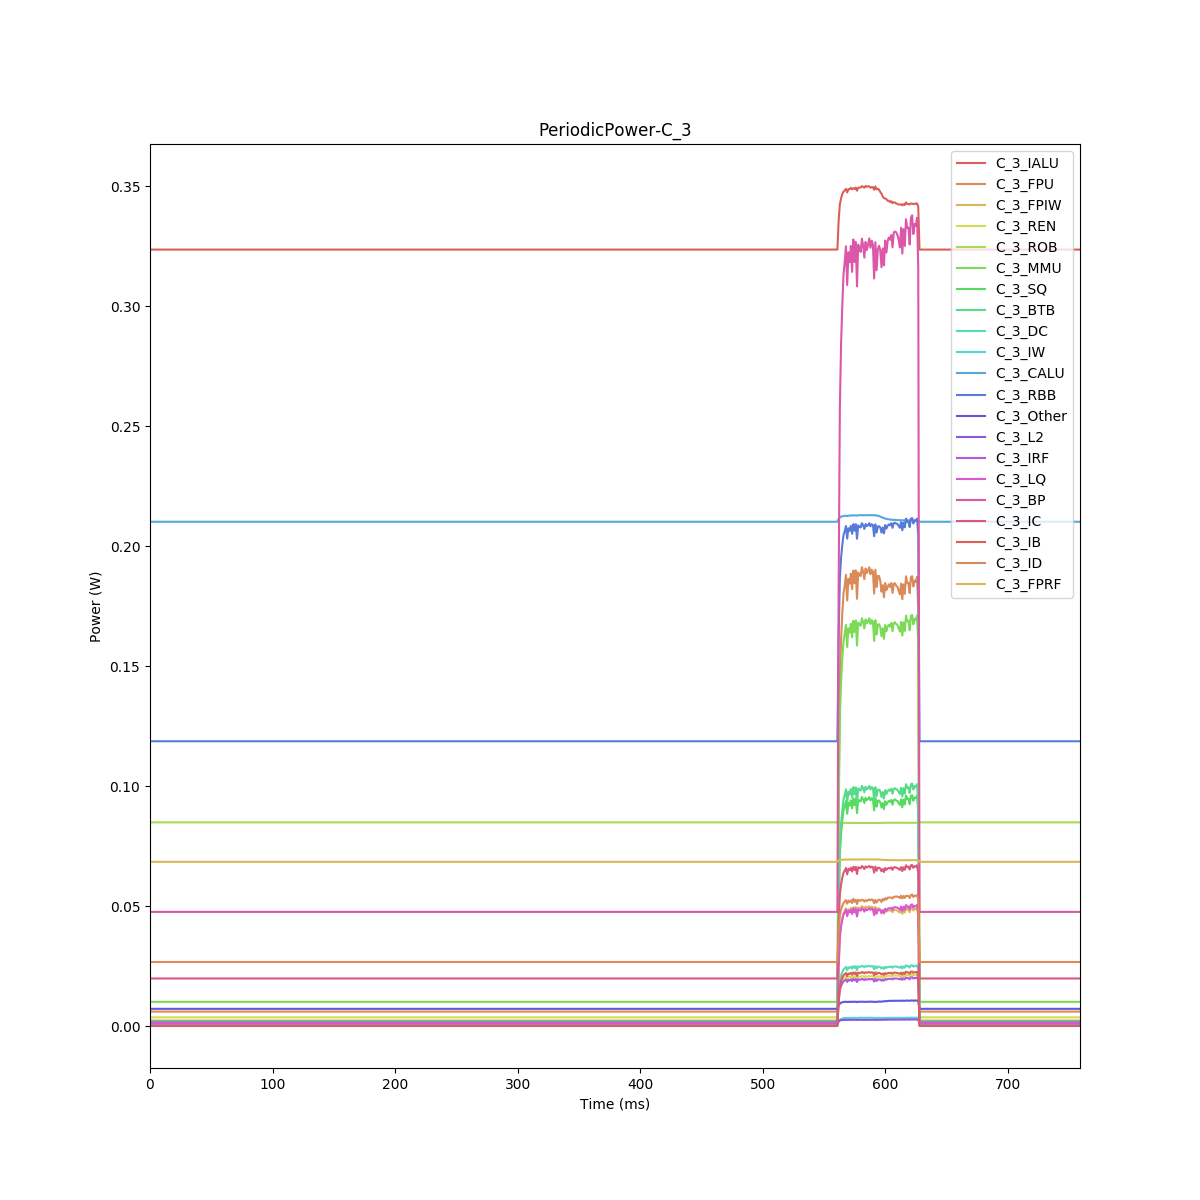 PeriodicPower-C_3
Power (W)
0.35
0.30
0.25
0.20
0.15
0.10
0.05
0.00
0 100 200 300 400 500 600 700
Time (ms)
C_3_IALU
C_3_FPU
C_3_FPIW
C_3_REN
C_3_ROB
C_3_MMU
C_3_SQ
C_3_BTB
C_3_DC
C_3_IW
C_3_CALU
C_3_RBB
C_3_Other
C_3_L2
C_3_IRF
C_3_LQ
C_3_BP
C_3_IC
C_3_IB
C_3_ID
C_3_FPRF